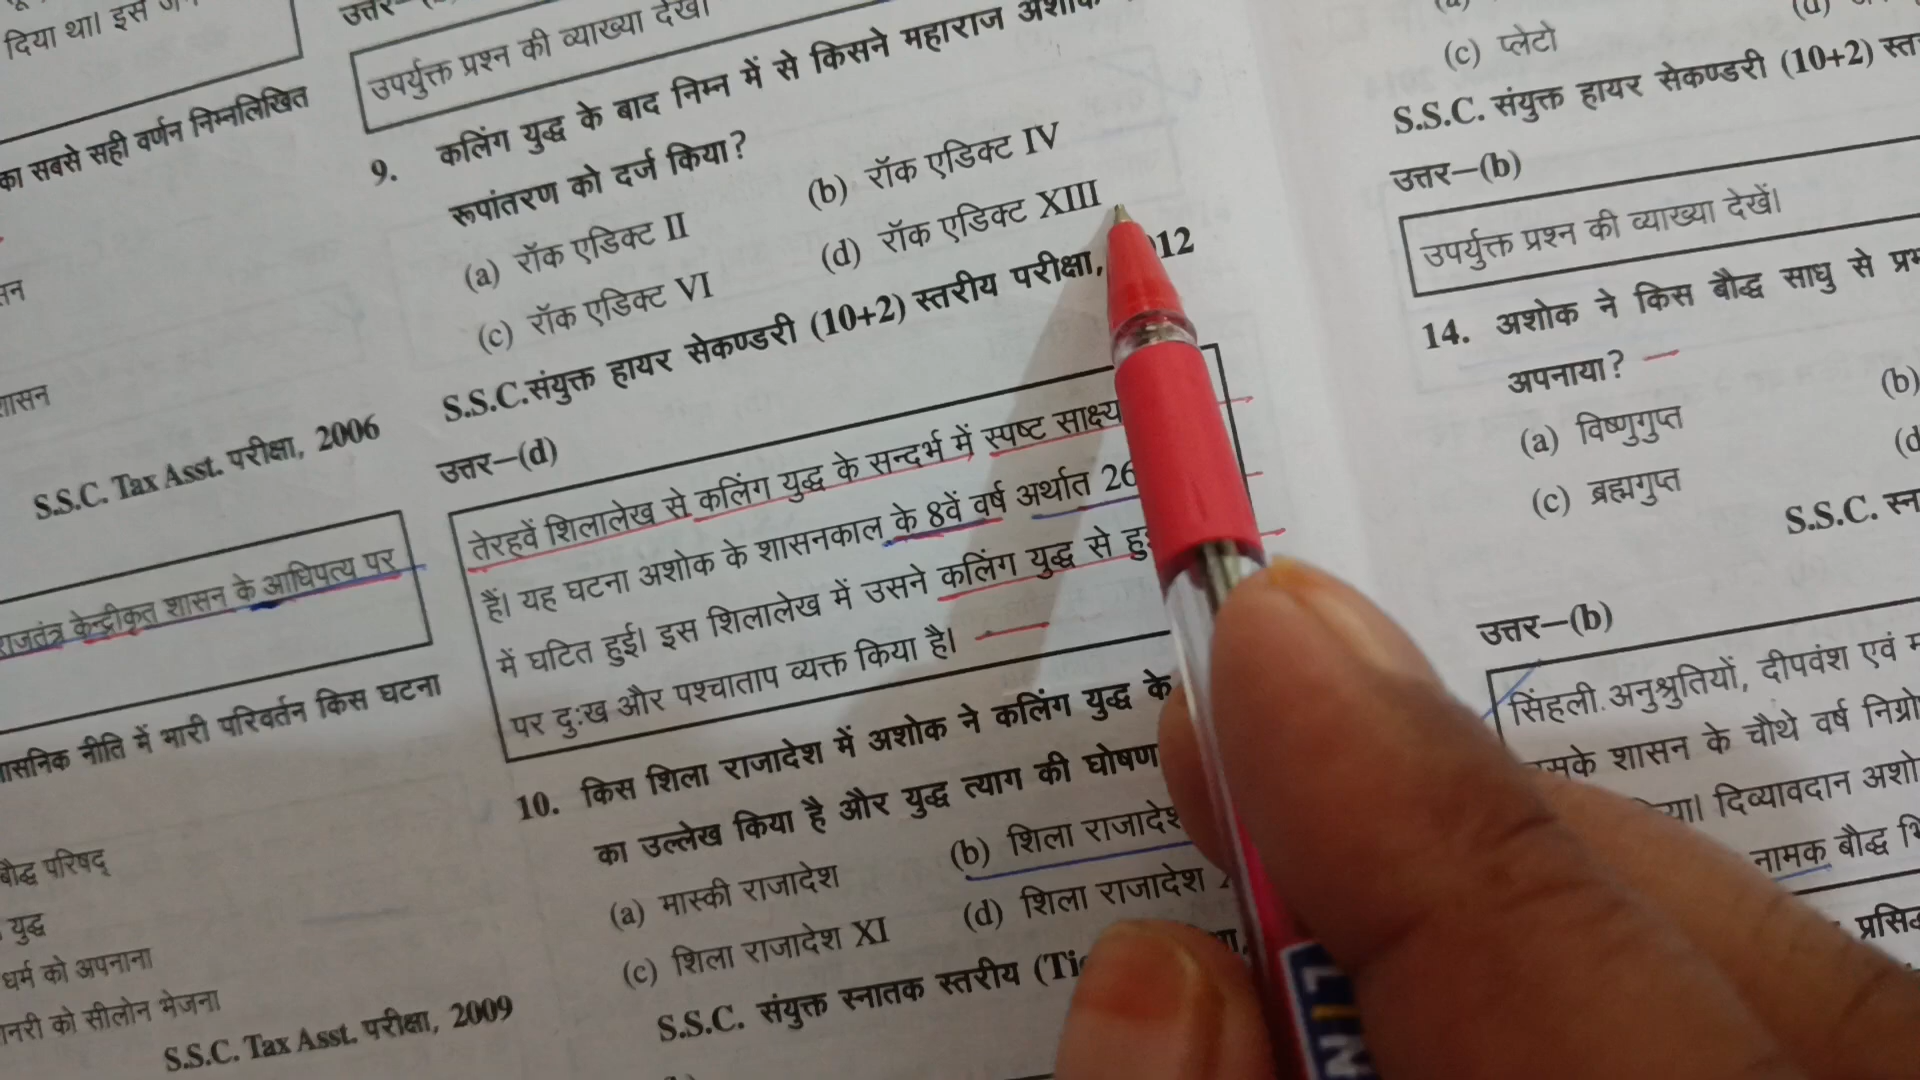 दिया था। इस
का सबसे सही वर्णन निम्नलिखित
S.S.C. Tax Asst. परीक्षा, 2006
राजतंत्र केन्द्रीकृत शासन के आधिपत्य पर
नीति में भारी परिवर्तन किस घटना
बौद्ध परिषद्
युद्ध
धर्म को अपनाना
को सीलोन भेजना
S.S.C. Tax Asst. परीक्षा, 2009
उपर्युक्त प्रश्न की व्याख्या देखें।
9. कलिंग युद्ध के बाद निम्न में से किसने महाराज
रूपांतरण को दर्ज किया?
(a) रॉक एडिक्ट II (b) रॉक एडिक्ट IV
(c) रॉक एडिक्ट VI (d) रॉक एडिक्ट XIII
S.S.C.संयुक्त हायर सेकण्डरी (10+2) स्तरीय परीक्षा, 12
उत्तर–(d)
तेरहवें शिलालेख से कलिंग युद्ध के सन्दर्भ में स्पष्ट साक्ष्य
हैं। यह घटना अशोक के शासनकाल के 8वें वर्ष अर्थात 26
में घटित हुई। इस शिलालेख में उसने कलिंग युद्ध से
पर दुःख और पश्चाताप व्यक्त किया है।
10. किस शिला राजादेश में अशोक ने कलिंग युद्ध के
का उल्लेख किया है और युद्ध त्याग की
(a) मास्की राजादेश (b) शिला राजादेश
(c) शिला राजादेश XI (d) शिला राजादेश
S.S.C. संयुक्त स्नातक स्तरीय
(c) प्लेटो
S.S.C. संयुक्त हायर सेकण्डरी (10+2)
उत्तर–(b)
उपर्युक्त प्रश्न की व्याख्या देखें।
14. अशोक ने किस बौद्ध साधु से
अपनाया?
(a) विष्णुगुप्त (b)
(c) ब्रह्मगुप्त (d
S.S.C.
उत्तर–(b)
सिंहली अनुश्रुतियों, दीपवंश एवं
के शासन के चौथे वर्ष
दिव्यावदान
नामक बौद्ध